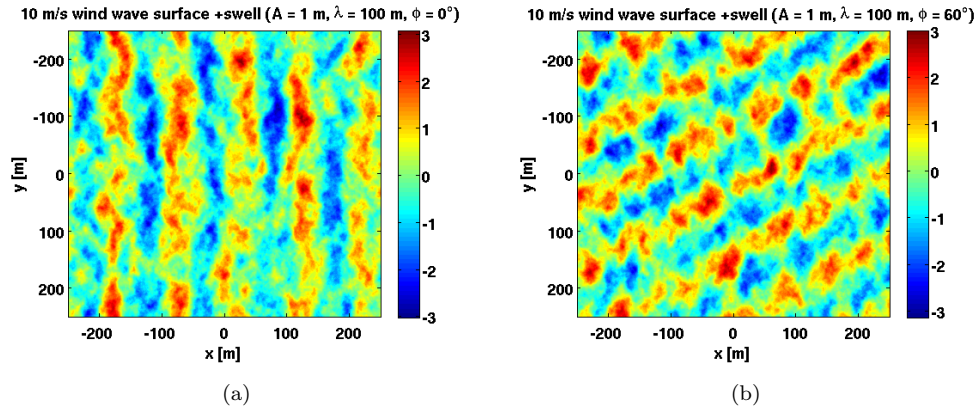 10 m/s wind wave surface +swell (A = 1 m, λ = 100 m, ϕ = 0°)
-200
-100
0
100
200
y [m]
-200 -100 0 100 200
x [m]
3
2
1
0
-1
-2
-3
(a)
10 m/s wind wave surface +swell (A = 1 m, λ = 100 m, ϕ = 60°)
-200
-100
0
100
200
y [m]
-200 -100 0 100 200
x [m]
3
2
1
0
-1
-2
-3
(b)